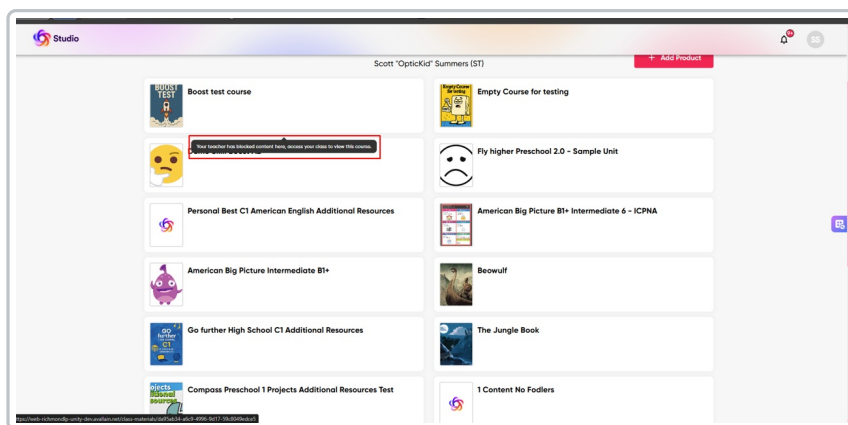 Studio
9+
SS
Scott "OpticKid" Summers (ST)
+ Add Product
BOOST
TEST
Boost test course
Empty Course
for testing
Empty Course for testing
Your teacher has blocked content here, access your class to view this course.
Fly higher Preschool 2.0 - Sample Unit
Personal Best C1 American English Additional Resources
American Big Picture B1+ Intermediate 6 - ICPNA
American Big Picture Intermediate B1+
Beowulf
GO
further
C1
Go further High School C1 Additional Resources
The Jungle Book
Compass Preschool 1 Projects Additional Resources Test
1 Content No Fodlers